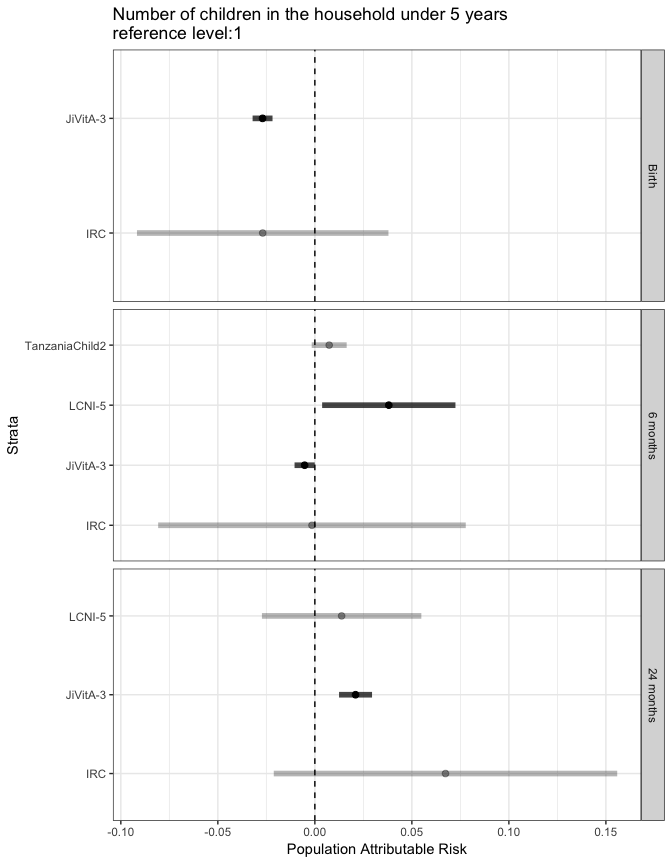 Number of children in the household under 5 years
reference level:1
JiVitA-3
IRC
Birth
TanzaniaChild2
LCNI-5
JiVitA-3
IRC
6 months
LCNI-5
JiVitA-3
IRC
24 months
Strata
-0.10
-0.05
0.00
0.05
0.10
0.15
Population Attributable Risk